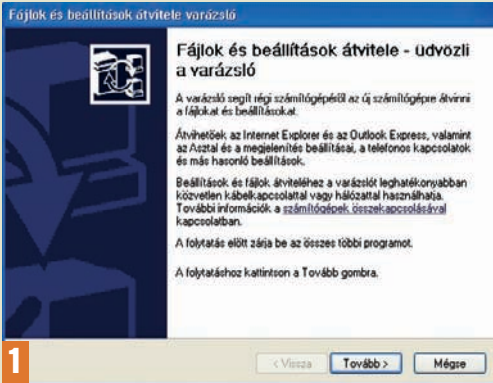 Fájlok és beállítások átvitele varázsló
Fájlok és beállítások átvitele - üdvözli
a varázsló
A varázsló segít régi számítógépéről az új számítógépre átvinni
a fájlokat és beállításokat.
Átvihetőek az Internet Explorer és az Outlook Express, valamint
az Asztal és a megjelenítés beállításai, a telefonos kapcsolatok
és más hasonló beállítások.
Beállítások és fájlok átviteléhez a varázslót leghatékonyabban
közvetlen kábelkapcsolattal vagy hálózattal használhatja.
További információk a számítógépek összekapcsolásával
kapcsolatban.
A folytatás előtt zárja be az összes többi programot.
A folytatáshoz kattintson a Tovább gombra.
< Vissza Tovább > Mégse
1